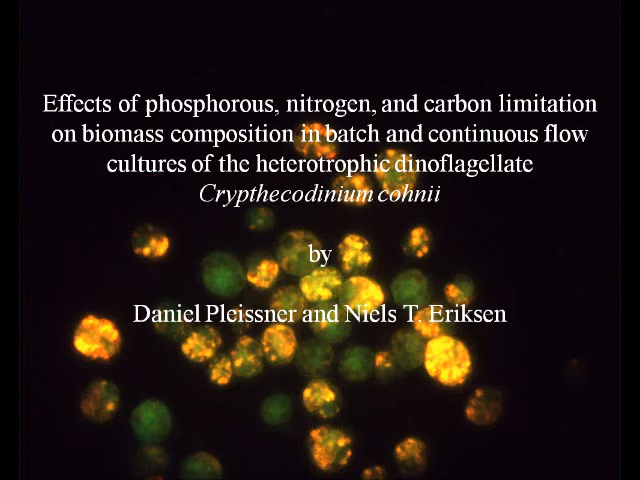 Effects of phosphorous, nitrogen, and carbon limitation
on biomass composition in batch and continuous flow
cultures of the heterotrophic dinoflagellate
Crypthecodinium cohnii
by
Daniel Pleissner and Niels T. Eriksen